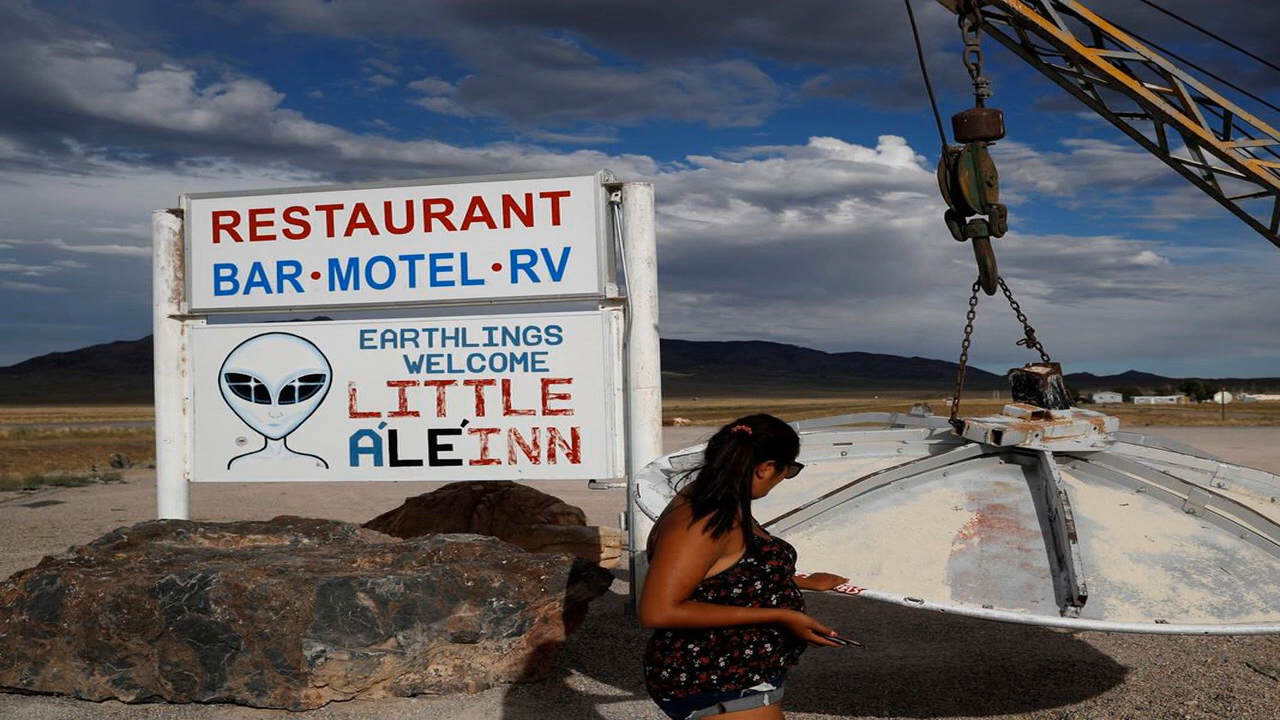 RESTAURANT
BAR•MOTEL•RV
EARTHLINGS
WELCOME
LITTLE
A'LE'INN